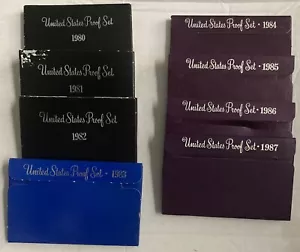 United States Proof Set
1980
United States Proof Set
1981
United States Proof Set
1982
United States Proof Set • 1983
United States Proof Set • 1984
United States Proof Set • 1985
United States Proof Set • 1986
United States Proof Set • 1987